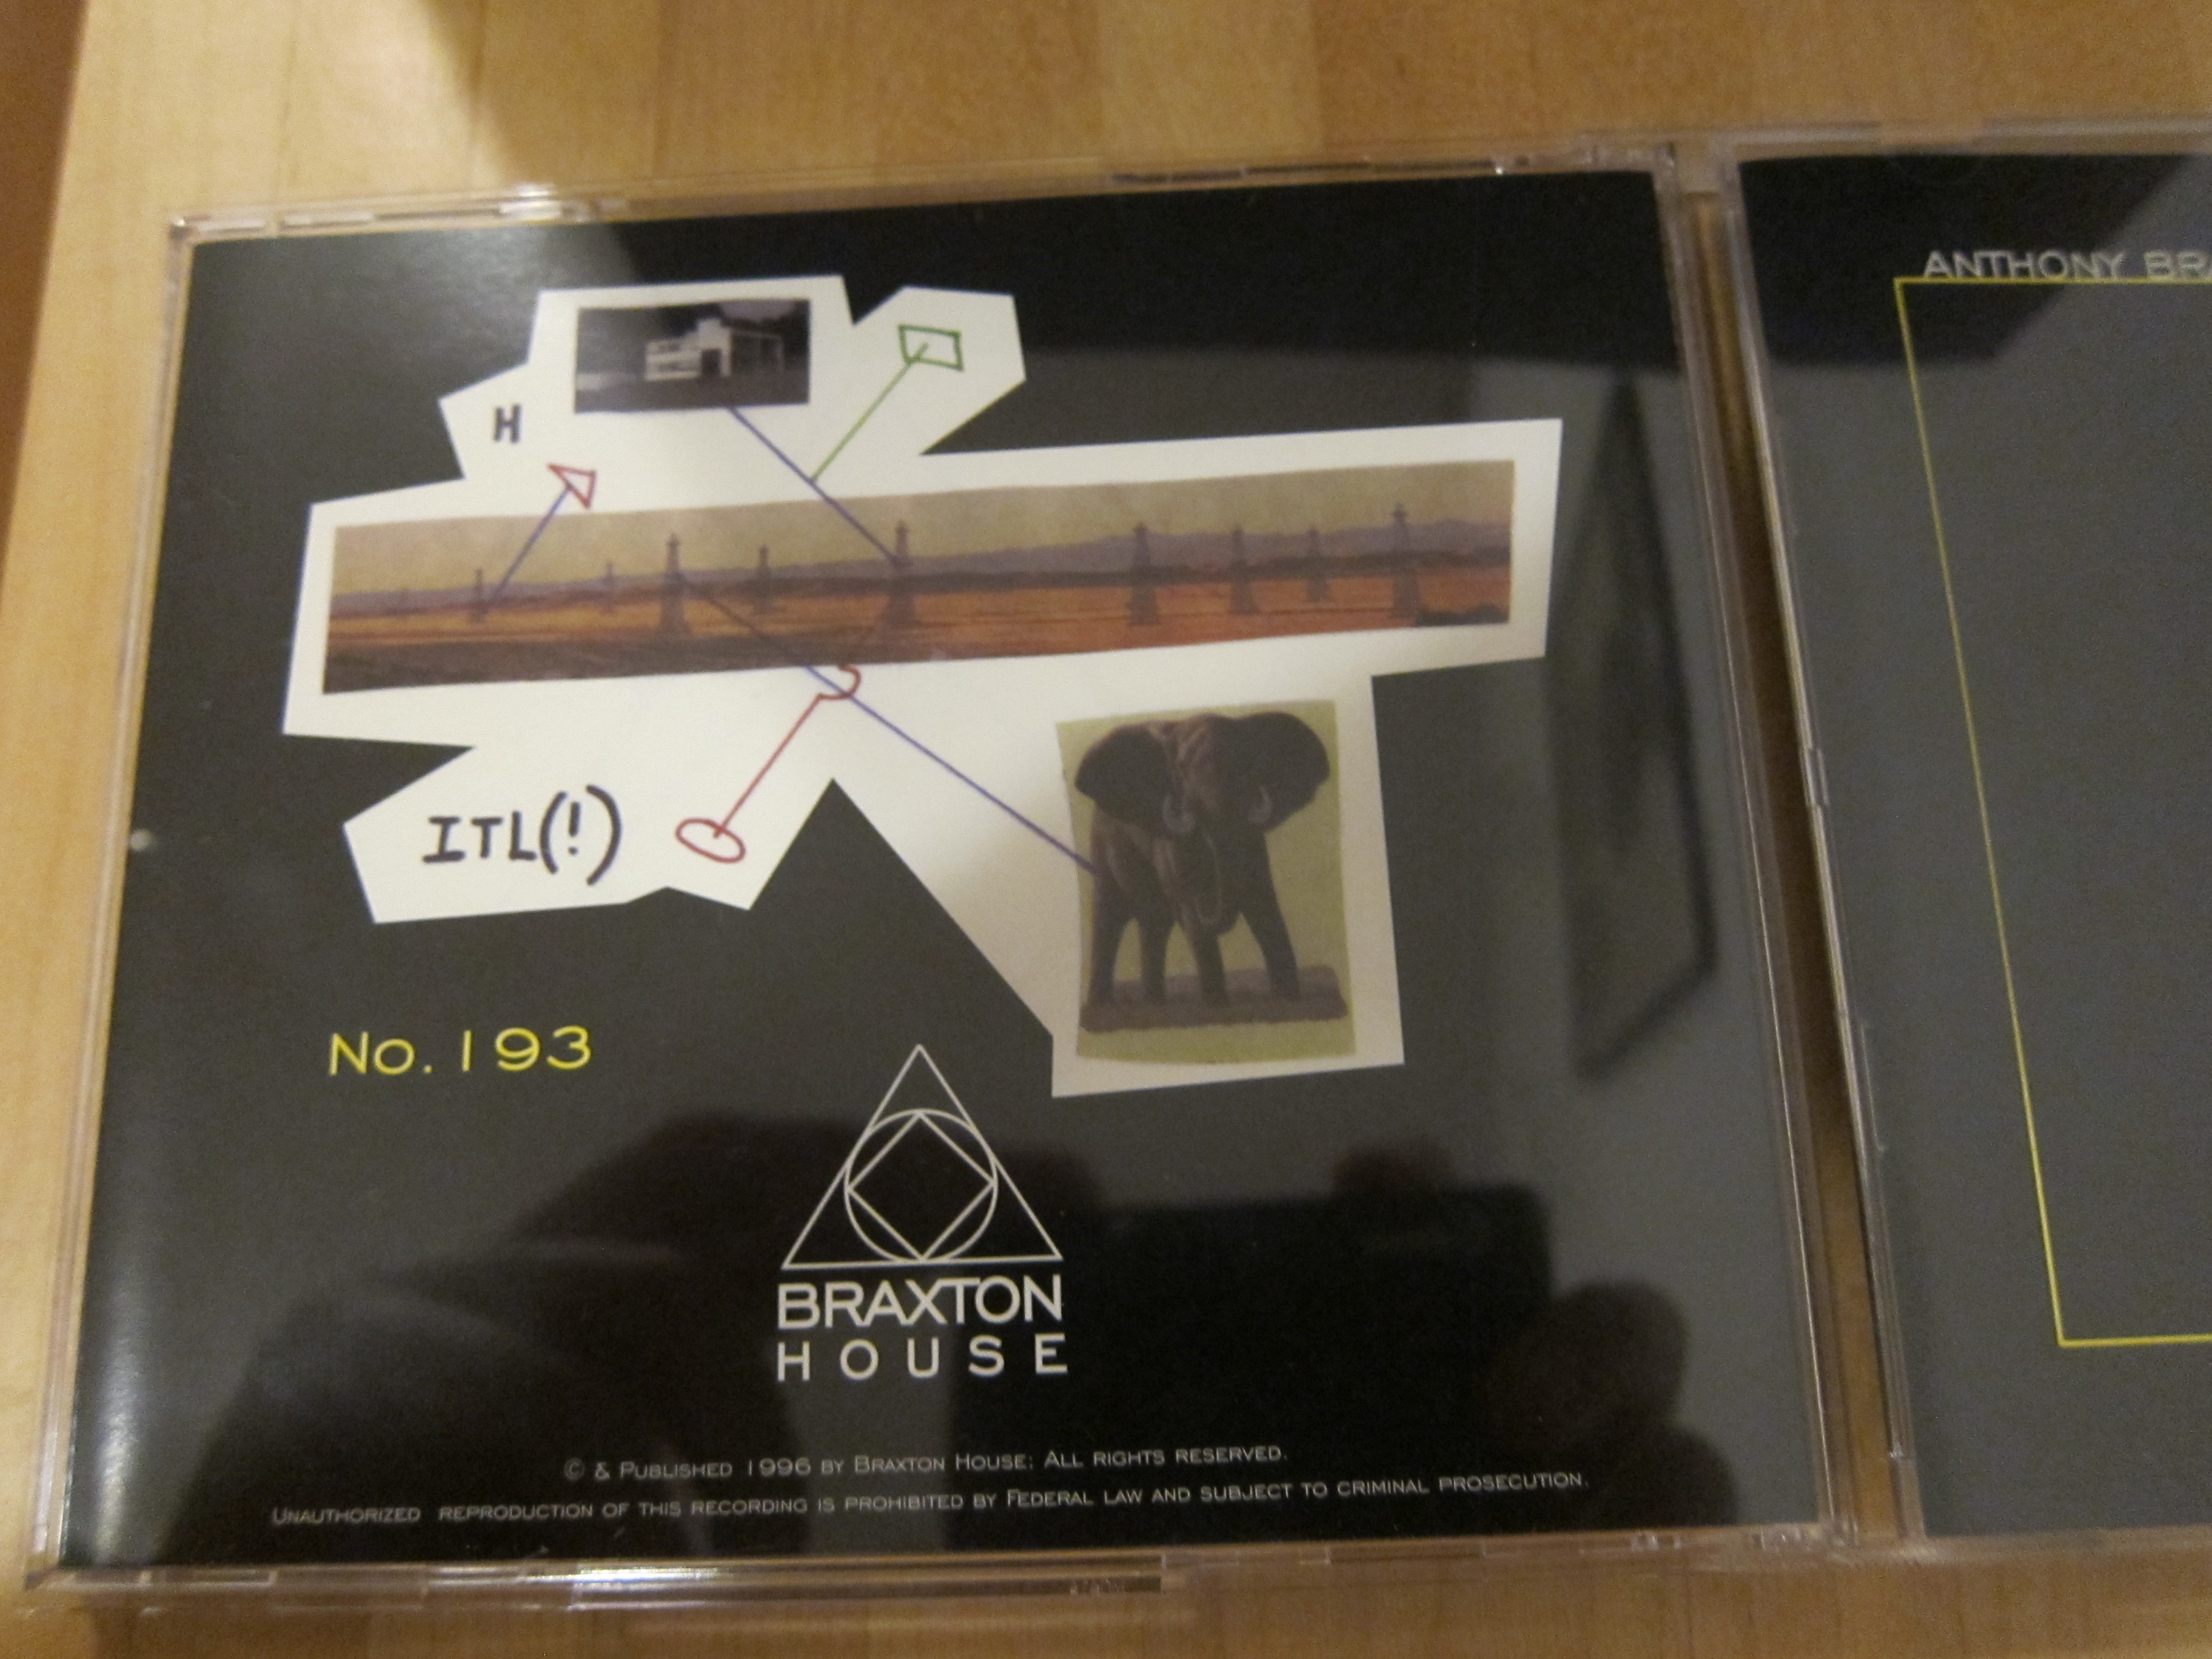 H
ITL(!)
No. 193
BRAXTON
HOUSE
© & PUBLISHED 1996 BY BRAXTON HOUSE; ALL RIGHTS RESERVED.
UNAUTHORIZED REPRODUCTION OF THIS RECORDING IS PROHIBITED BY FEDERAL LAW AND SUBJECT TO CRIMINAL PROSECUTION.
ANTHONY BRA